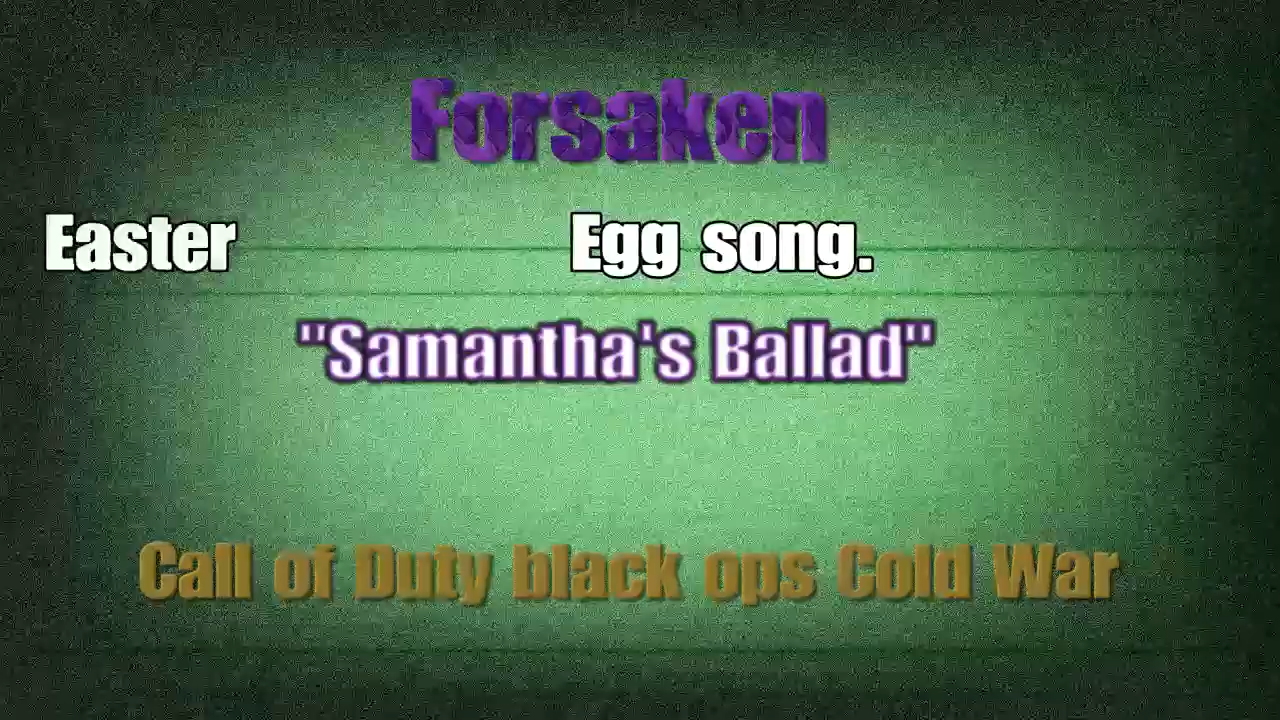 Forsaken
Easter Egg song.
"Samantha's Ballad"
Call of Duty black ops Cold War